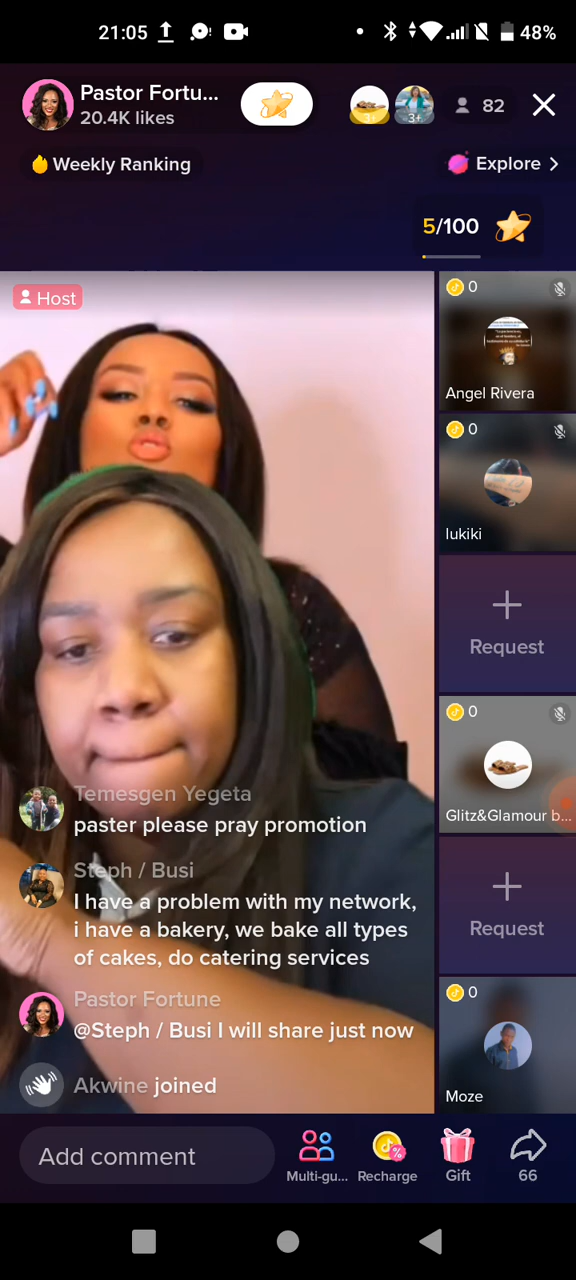 21:05
48%
Pastor Fortu...
20.4K likes
3+
3+
82
Weekly Ranking
Explore >
5/100
Host
0
Angel Rivera
0
lukiki
Request
0
Glitz&Glamour b...
Request
0
Moze
Temesgen Yegeta
paster please pray promotion
Steph / Busi
I have a problem with my network,
i have a bakery, we bake all types
of cakes, do catering services
Pastor Fortune
@Steph / Busi I will share just now
Akwine joined
Add comment
Multi-gu...
Recharge
Gift
66